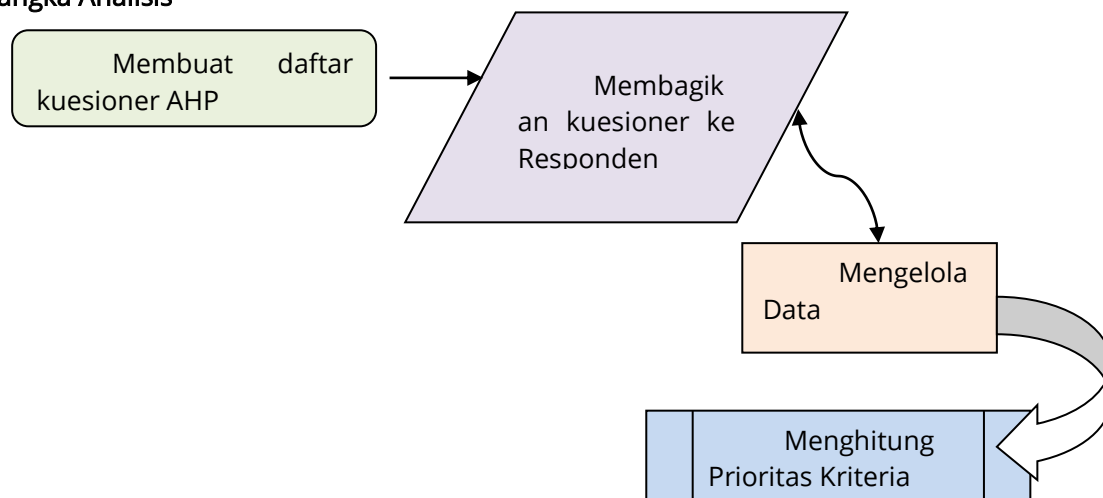 angka Analisis
Membuat daftar
kuesioner AHP
Membagik
an kuesioner ke
Responden
Mengelola
Data
Menghitung
Prioritas Kriteria